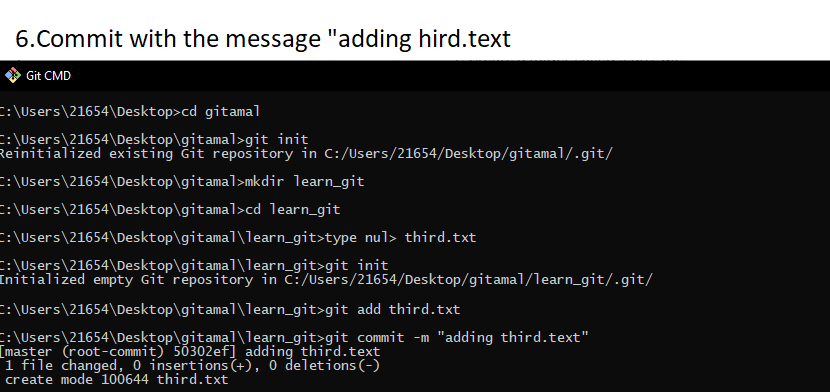 6.Commit with the message "adding hird.text
Git CMD
C:\Users\21654\Desktop>cd gitamal
C:\Users\21654\Desktop\gitamal>git init
Reinitialized existing Git repository in C:/Users/21654/Desktop/gitamal/.git/
C:\Users\21654\Desktop\gitamal>mkdir learn_git
C:\Users\21654\Desktop\gitamal>cd learn_git
C:\Users\21654\Desktop\gitamal\learn_git>type nul> third.txt
C:\Users\21654\Desktop\gitamal\learn_git>git init
Initialized empty Git repository in C:/Users/21654/Desktop/gitamal/learn_git/.git/
C:\Users\21654\Desktop\gitamal\learn_git>git add third.txt
C:\Users\21654\Desktop\gitamal\learn_git>git commit -m "adding third.text"
[master (root-commit) 50302ef] adding third.text
1 file changed, 0 insertions(+), 0 deletions(-)
create mode 100644 third.txt